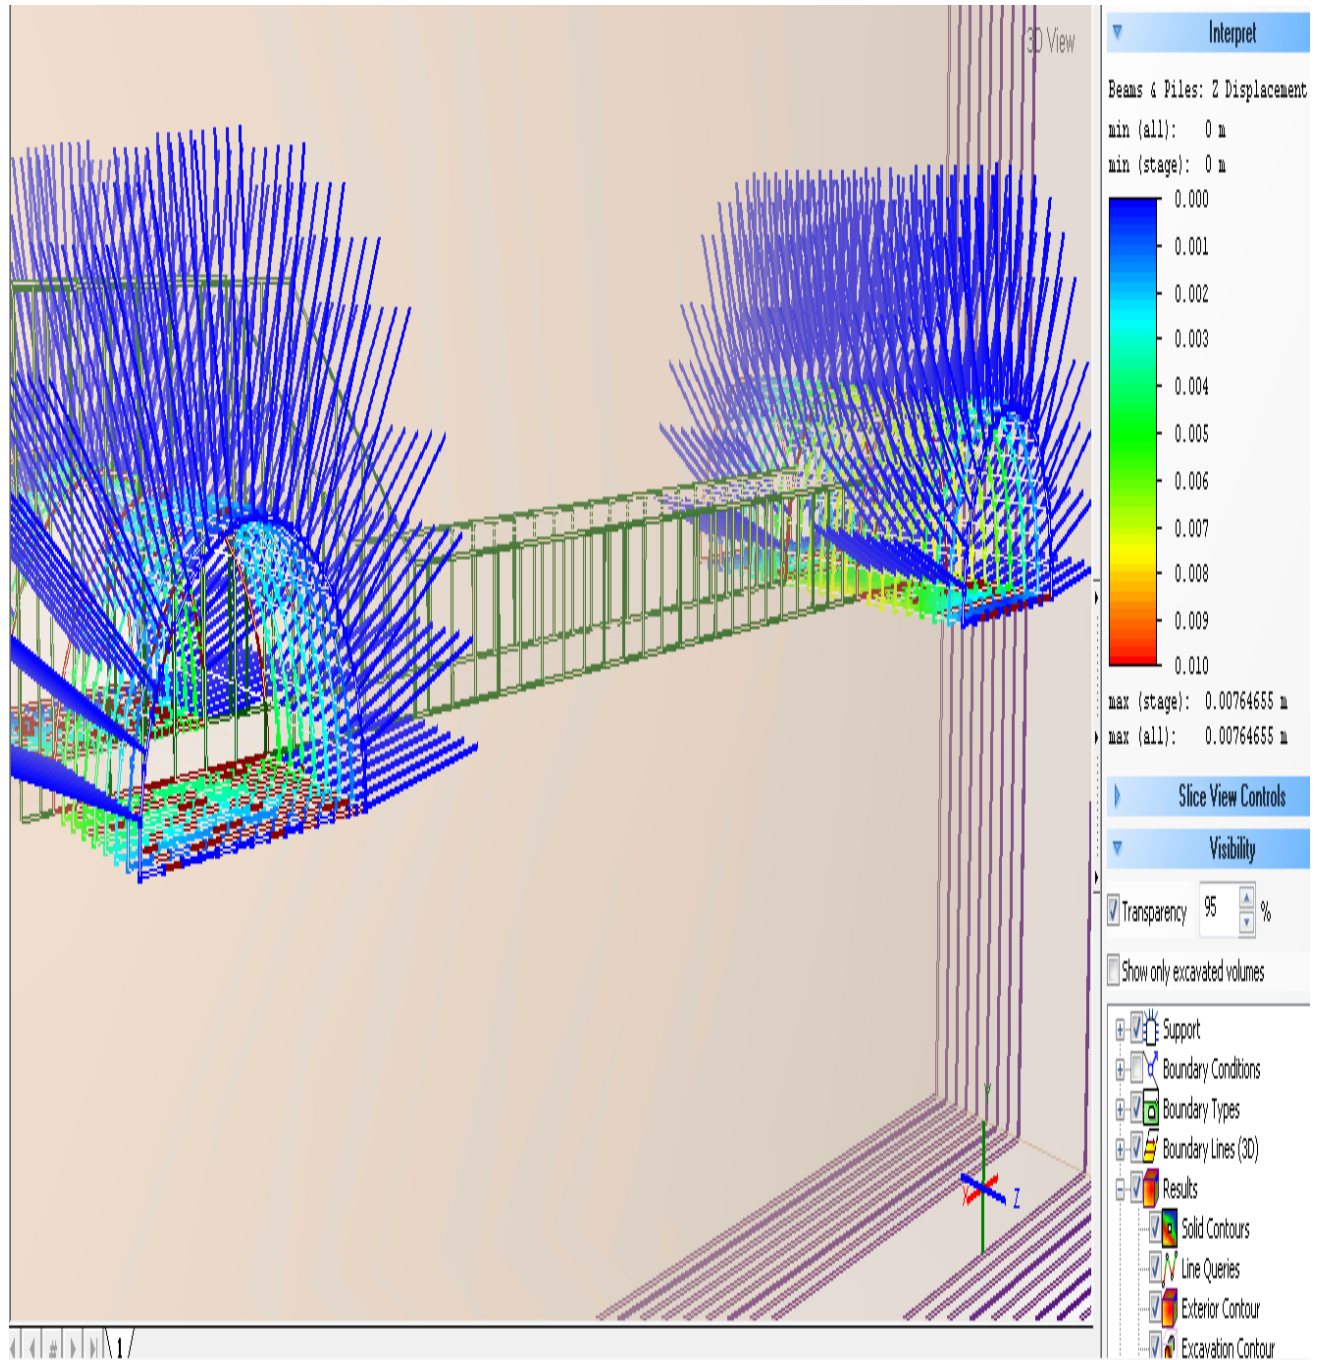 3D View
Interpret
Beams & Piles: Z Displacement
min (all): 0 m
min (stage): 0 m
0.000
0.001
0.002
0.003
0.004
0.005
0.006
0.007
0.008
0.009
0.010
max (stage): 0.00764655 m
max (all): 0.00764655 m
Slice View Controls
Visibility
Transparency 95 %
Show only excavated volumes
Support
Boundary Conditions
Boundary Types
Boundary Lines (3D)
Results
Solid Contours
Line Queries
Exterior Contour
Excavation Contour
Y
X
Z
# 1